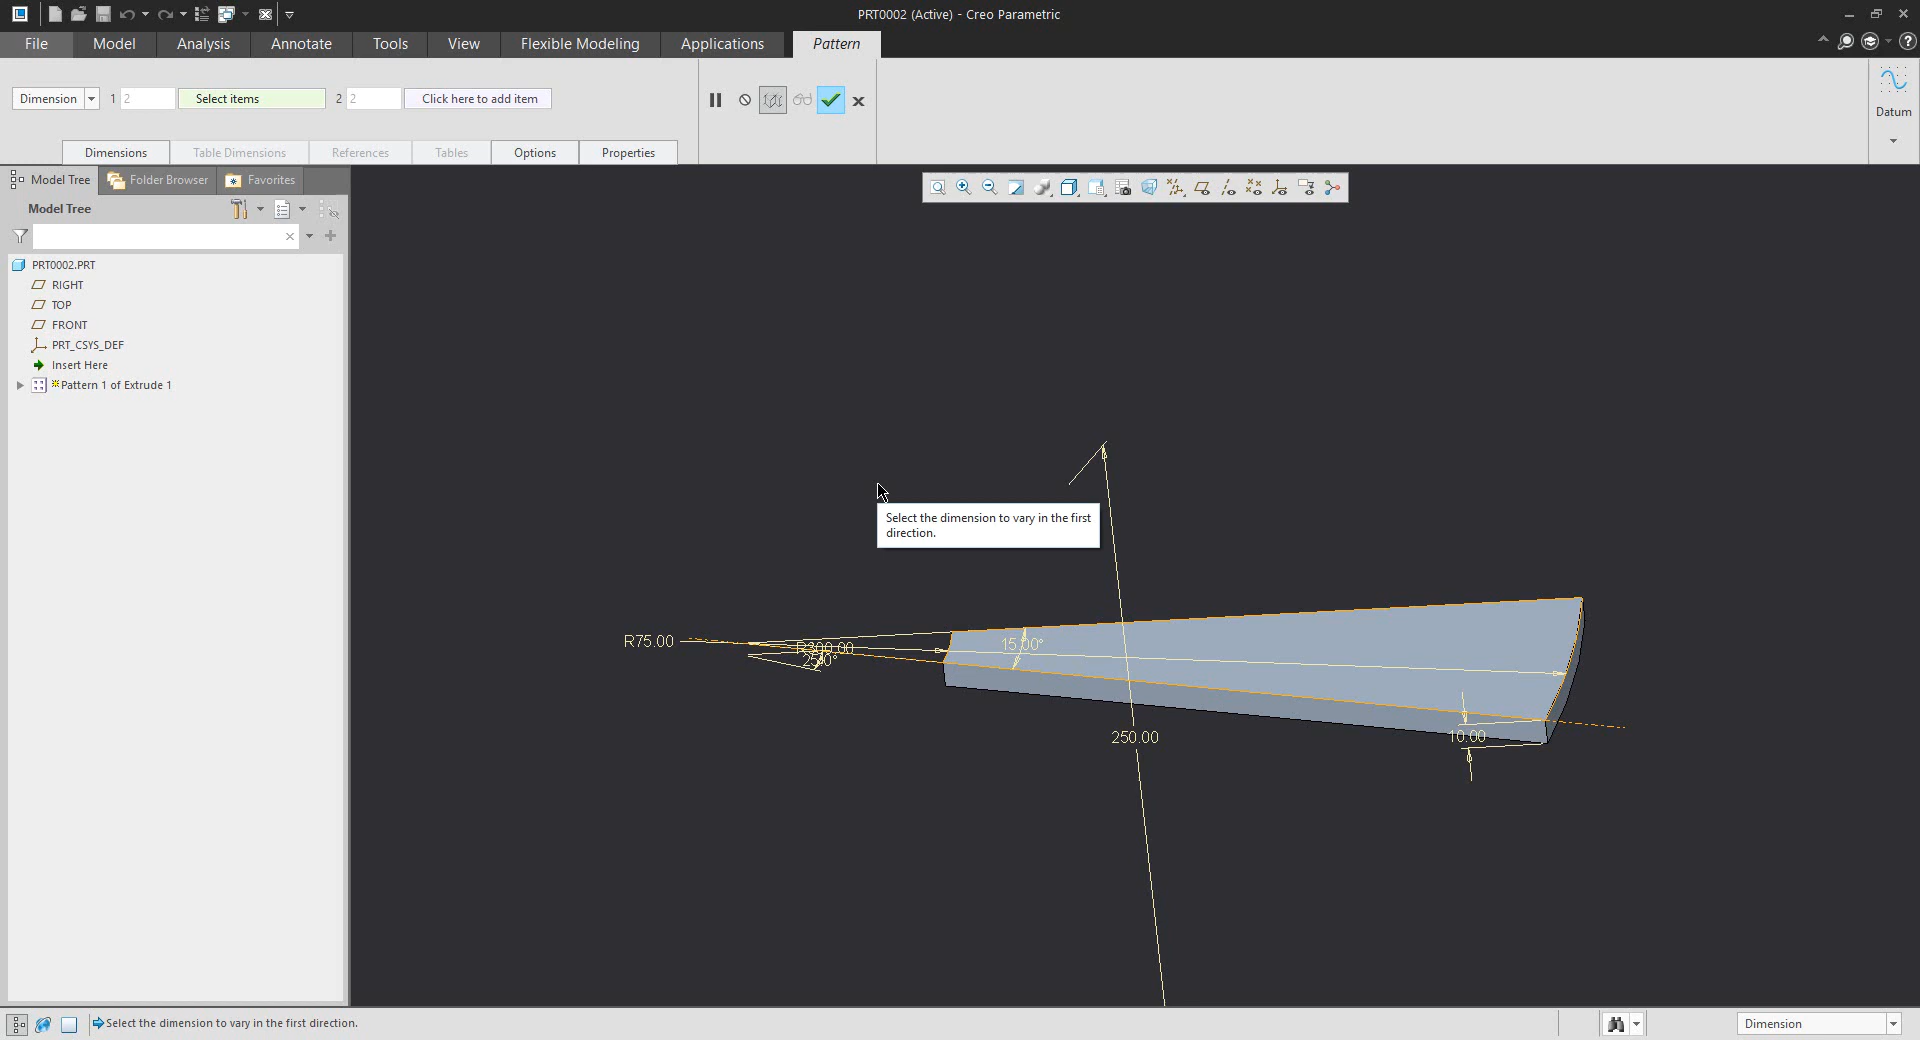 PRT0002 (Active) - Creo Parametric
File Model Analysis Annotate Tools View Flexible Modeling Applications Pattern
Dimension 1 2 Select items 2 2 Click here to add item
Datum
Dimensions Table Dimensions References Tables Options Properties
Model Tree Folder Browser Favorites
Model Tree
PRT0002.PRT
RIGHT
TOP
FRONT
PRT_CSYS_DEF
Insert Here
Pattern 1 of Extrude 1
Select the dimension to vary in the first
direction.
R75.00
R300.00
15.00°
250.00
10.00
Select the dimension to vary in the first direction.
Dimension